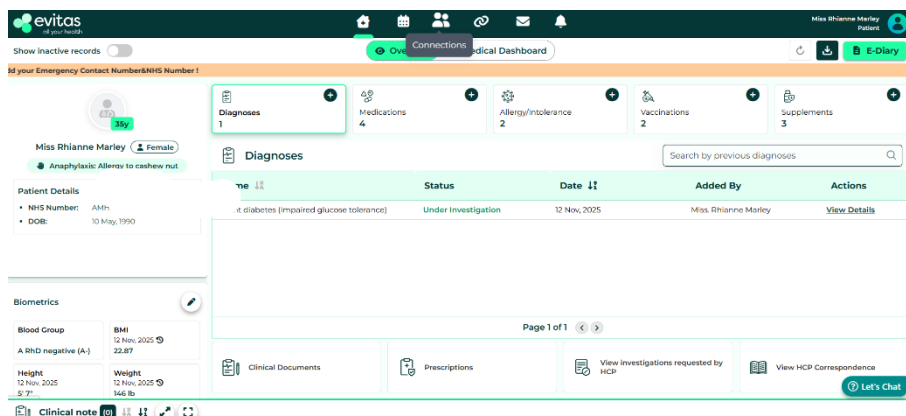 evitas
all your health
Miss Rhianne Marley
Patient
Show inactive records
Connections
Medical Dashboard
E-Diary
Add your Emergency Contact Number&NHS Number !
35y
Miss Rhianne Marley
Female
Anaphylaxis: Allergy to cashew nut
Patient Details
NHS Number:
DOB: 10 May, 1990
Biometrics
Blood Group
A RhD negative (A-)
BMI
12 Nov, 2025
22.87
Height
12 Nov, 2025
5' 7"
Weight
12 Nov, 2025
146 lb
Diagnoses
1
Medications
4
Allergy/Intolerance
2
Vaccinations
2
Supplements
3
Diagnoses
Search by previous diagnoses
Status Date Added By Actions
diabetes (impaired glucose tolerance) Under Investigation 12 Nov, 2025 Miss. Rhianne Marley View Details
Page 1 of 1
Clinical Documents
Prescriptions
View investigations requested by
HCP
View HCP Correspondence
Let's Chat
Clinical note (0)